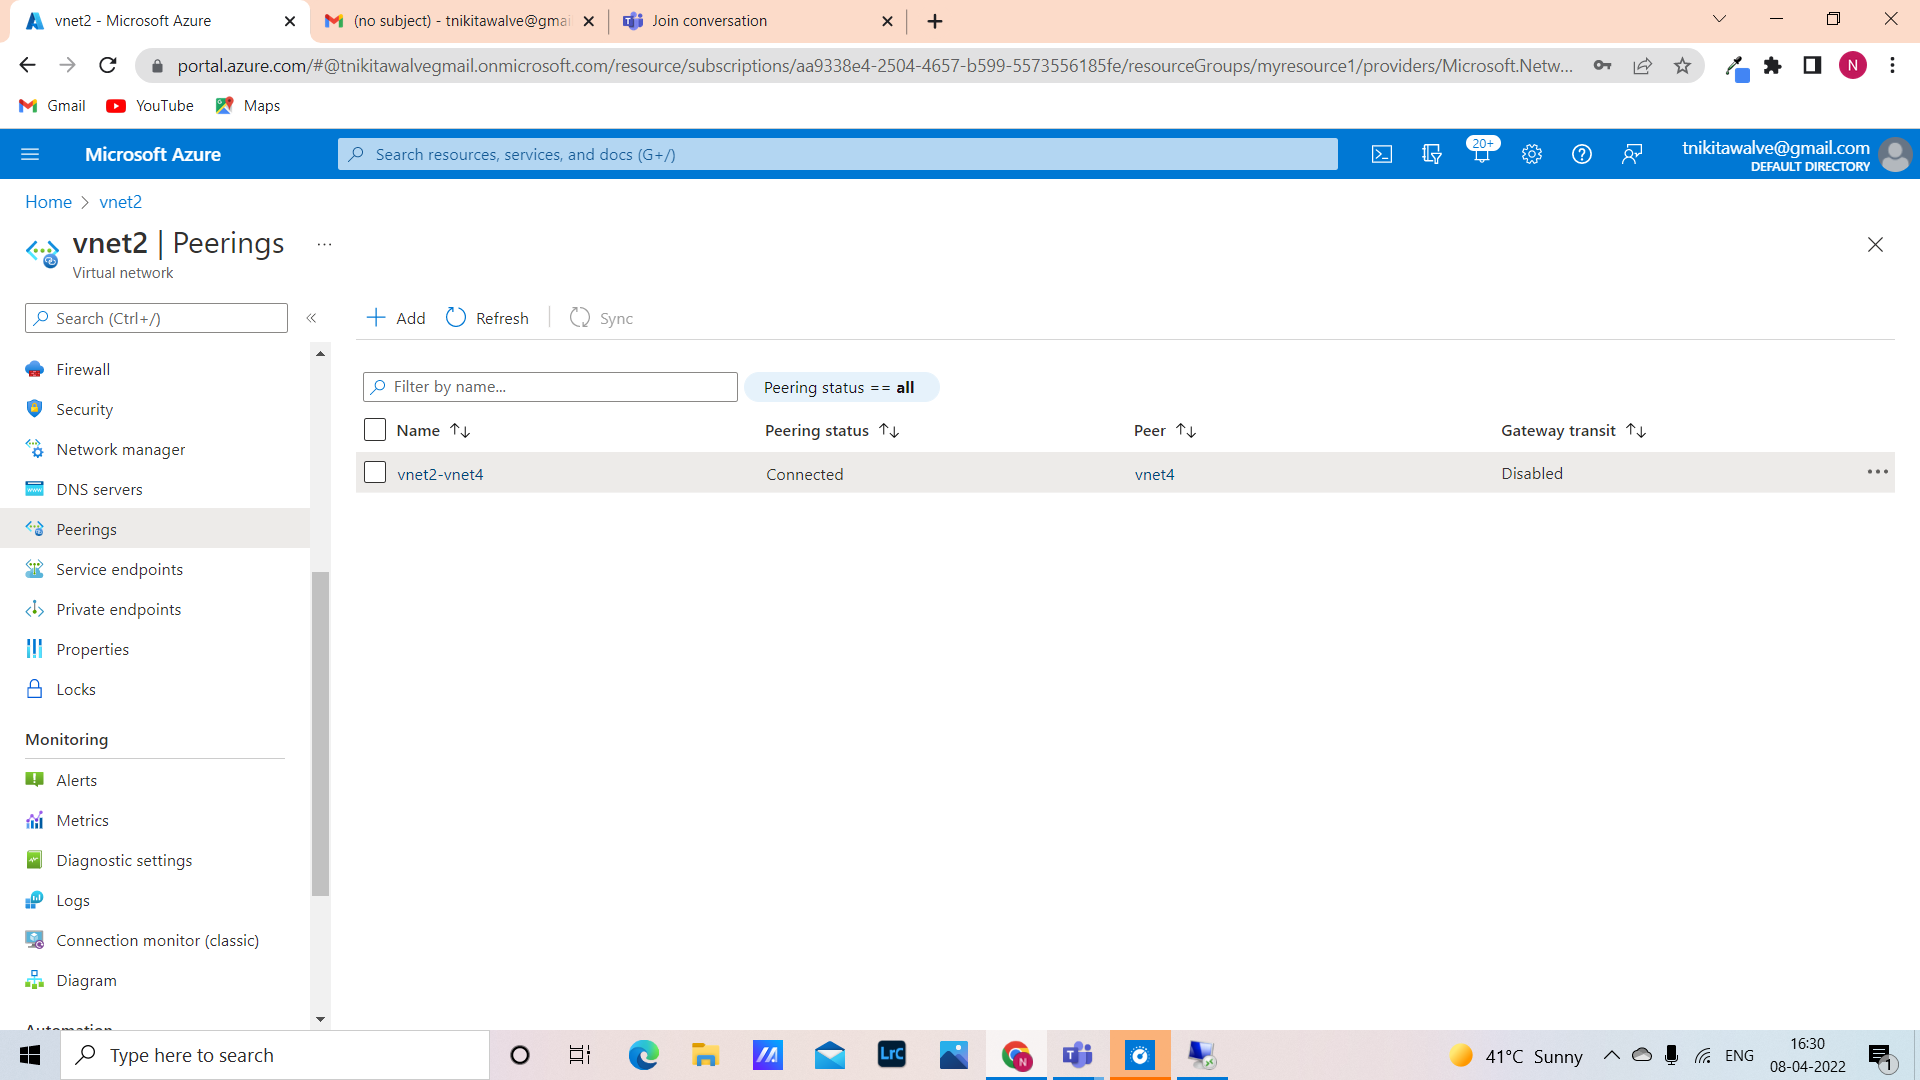 vnet2 - Microsoft Azure
(no subject) - tnikitawalve@gmai
Join conversation
portal.azure.com/#@tnikitawalvegmail.onmicrosoft.com/resource/subscriptions/aa9338e4-2504-4657-b599-5573556185fe/resourceGroups/myresource1/providers/Microsoft.Netw...
N
Gmail
YouTube
Maps
Microsoft Azure
Search resources, services, and docs (G+/)
20+
tnikitawalve@gmail.com
DEFAULT DIRECTORY
Home > vnet2
vnet2 | Peerings ...
Virtual network
Search (Ctrl+/)
«
Add
Refresh
Sync
Firewall
Security
Network manager
DNS servers
Peerings
Service endpoints
Private endpoints
Properties
Locks
Monitoring
Alerts
Metrics
Diagnostic settings
Logs
Connection monitor (classic)
Diagram
Automation
Filter by name...
Peering status == all
Name ↑↓ Peering status ↑↓ Peer ↑↓ Gateway transit ↑↓
vnet2-vnet4 Connected vnet4 Disabled ...
Type here to search
LrC
N
41°C Sunny
ENG
16:30
08-04-2022
1